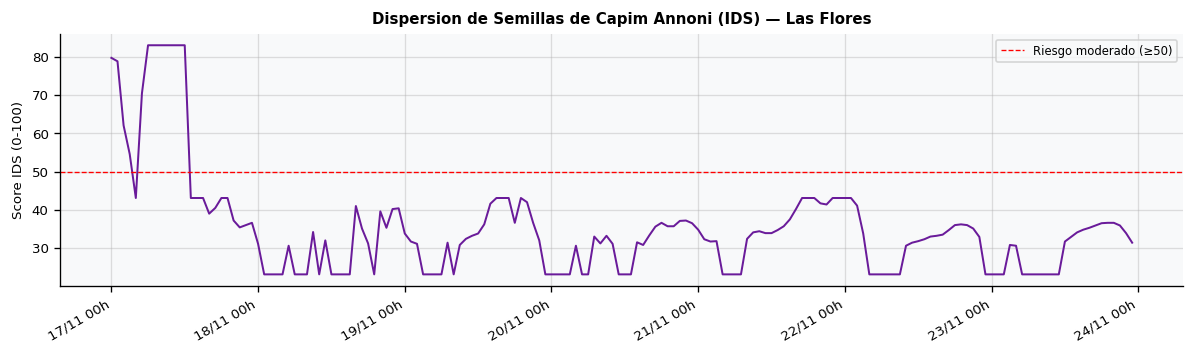 Dispersion de Semillas de Capim Annoni (IDS) — Las Flores
Riesgo moderado (≥50)
Score IDS (0-100)
80
70
60
50
40
30
17/11 00h
18/11 00h
19/11 00h
20/11 00h
21/11 00h
22/11 00h
23/11 00h
24/11 00h